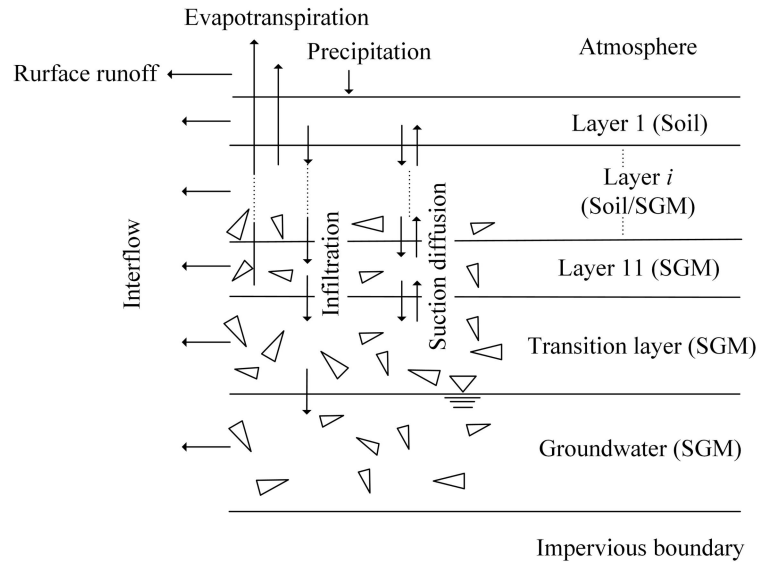 Evapotranspiration
Precipitation
Atmosphere
Rurface runoff
Layer 1 (Soil)
Layer i
(Soil/SGM)
Interflow
Infiltration
Suction diffusion
Layer 11 (SGM)
Transition layer (SGM)
Groundwater (SGM)
Impervious boundary